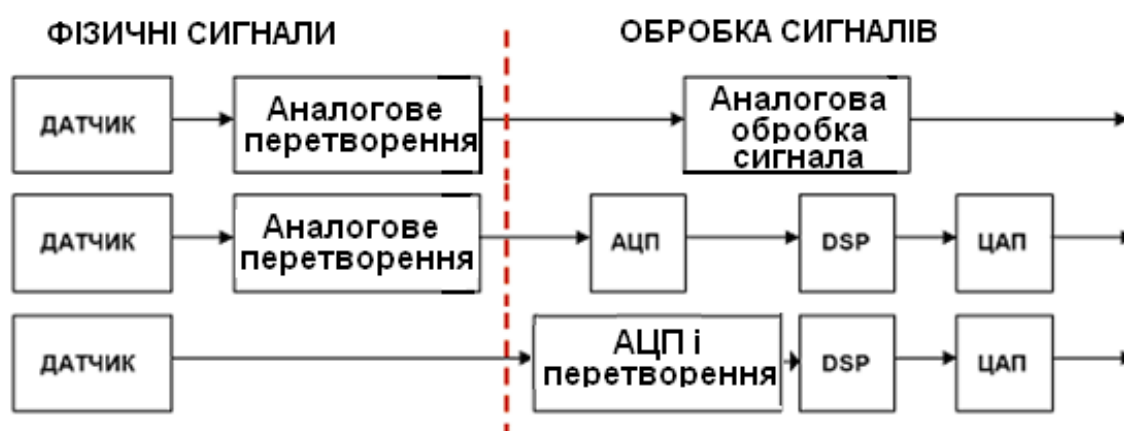 ФІЗИЧНІ СИГНАЛИ
ОБРОБКА СИГНАЛІВ
ДАТЧИК
Аналогове
перетворення
Аналогова
обробка
сигнала
ДАТЧИК
Аналогове
перетворення
АЦП
DSP
ЦАП
ДАТЧИК
АЦП і
перетворення
DSP
ЦАП